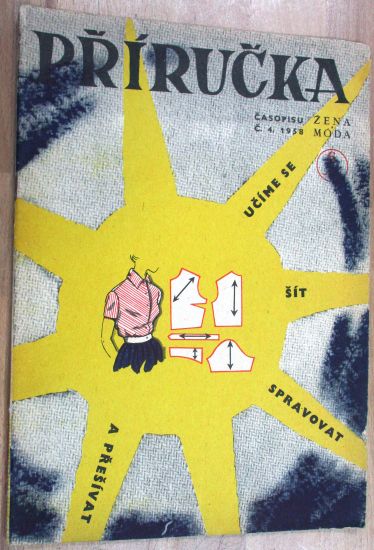 PŘÍRUČKA
ČASOPISU ŽENA
Č. 4. 1958 MÓDA
UČÍME SE
ŠÍT
SPRAVOVAT
A PŘEŠÍVAT